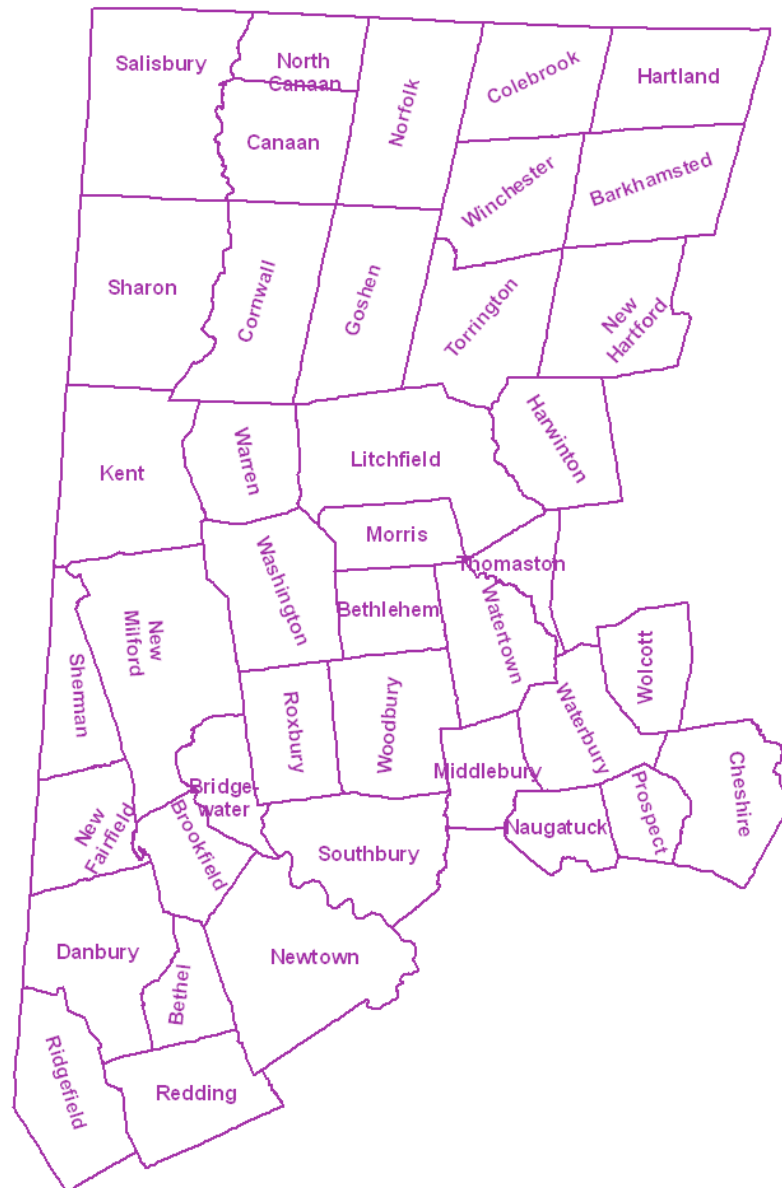 Salisbury
North
Canaan
Colebrook
Hartland
Norfolk
Canaan
Winchester
Barkhamsted
Sharon
Cornwall
Goshen
Torrington
New
Hartford
Kent
Warren
Litchfield
Harwinton
Morris
Thomaston
Washington
Bethlehem
Watertown
New
Milford
Sherman
Wolcott
Roxbury
Woodbury
Waterbury
Middlebury
Cheshire
Bridge
water
Prospect
New
Fairfield
Brookfield
Naugatuck
Southbury
Danbury
Newtown
Bethel
Ridgefield
Redding